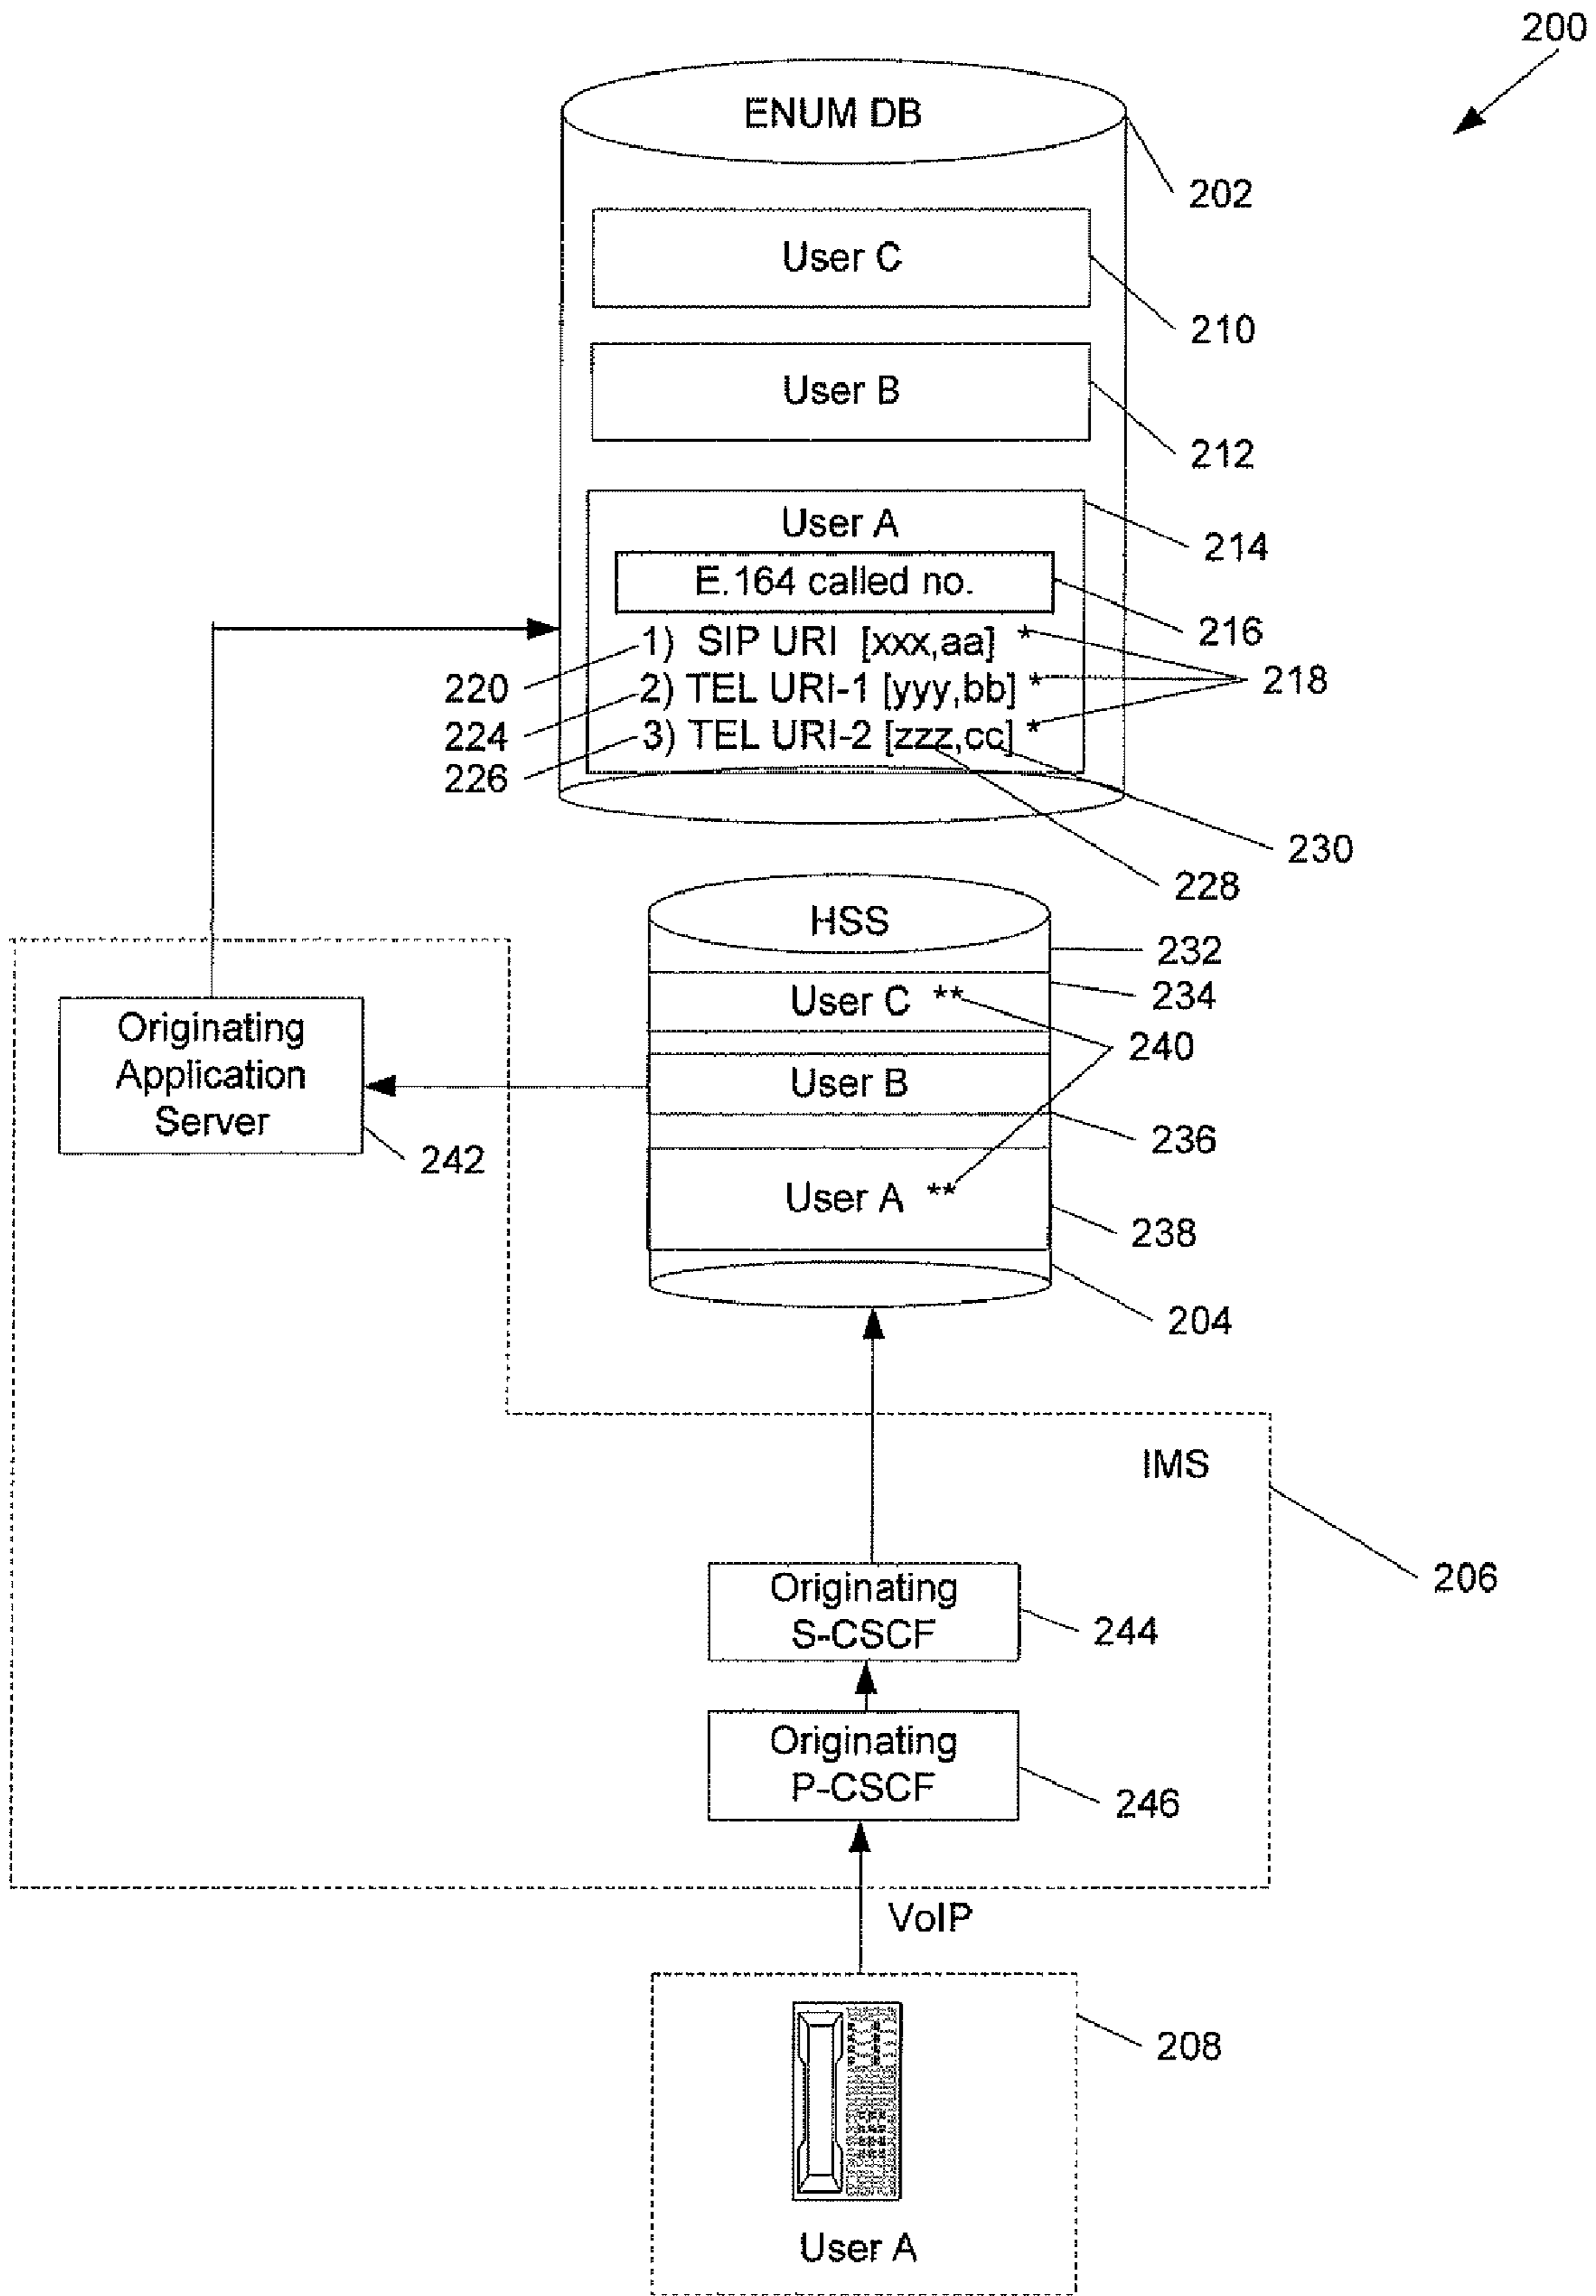 200
ENUM DB
202
User C
210
User B
212
User A
214
E.164 called no.
216
1) SIP URI [xxx,aa] *
220
2) TEL URI-1 [yyy,bb] *
218
224
3) TEL URI-2 [zzz,cc] *
226
230
228
HSS
232
User C **
234
Originating
Application
Server
242
240
User B
236
User A **
238
204
IMS
206
Originating
S-CSCF
244
Originating
P-CSCF
246
VoIP
208
User A